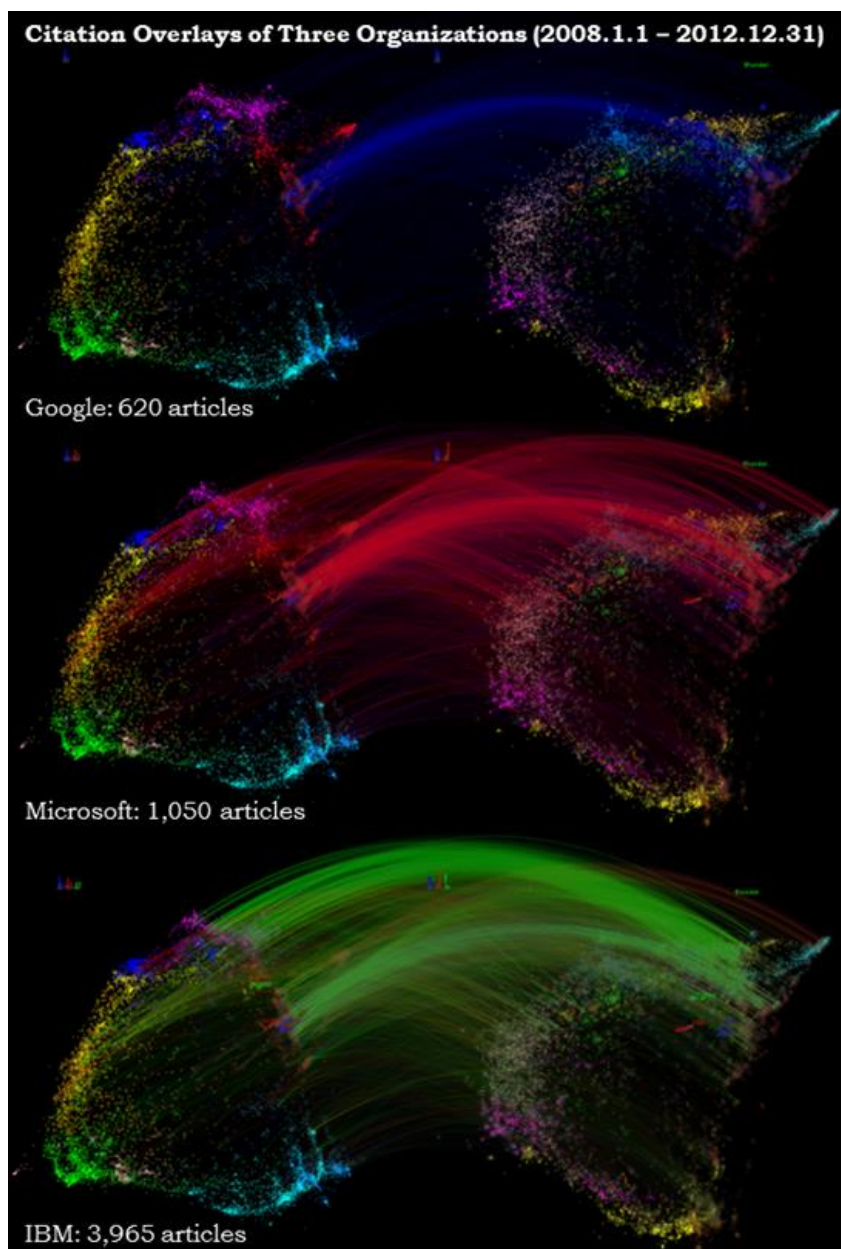 Citation Overlays of Three Organizations (2008.1.1 – 2012.12.31)
Google: 620 articles
Microsoft: 1,050 articles
IBM: 3,965 articles